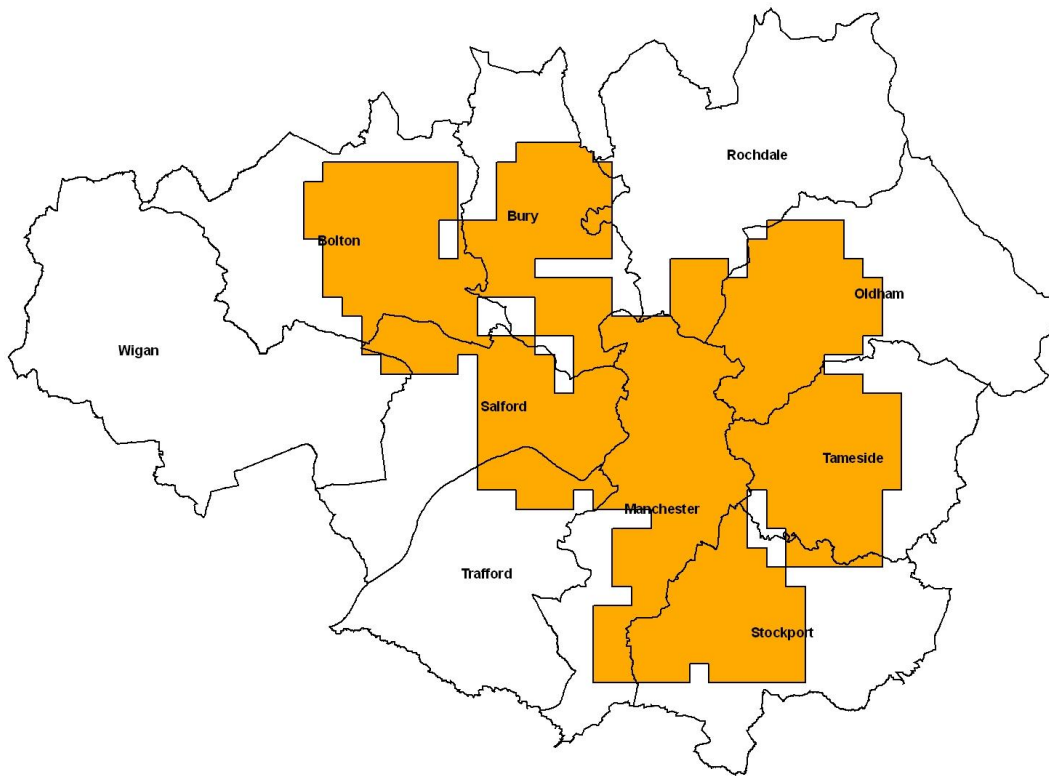 Rochdale
Bury
Bolton
Oldham
Wigan
Salford
Tameside
Manchester
Trafford
Stockport